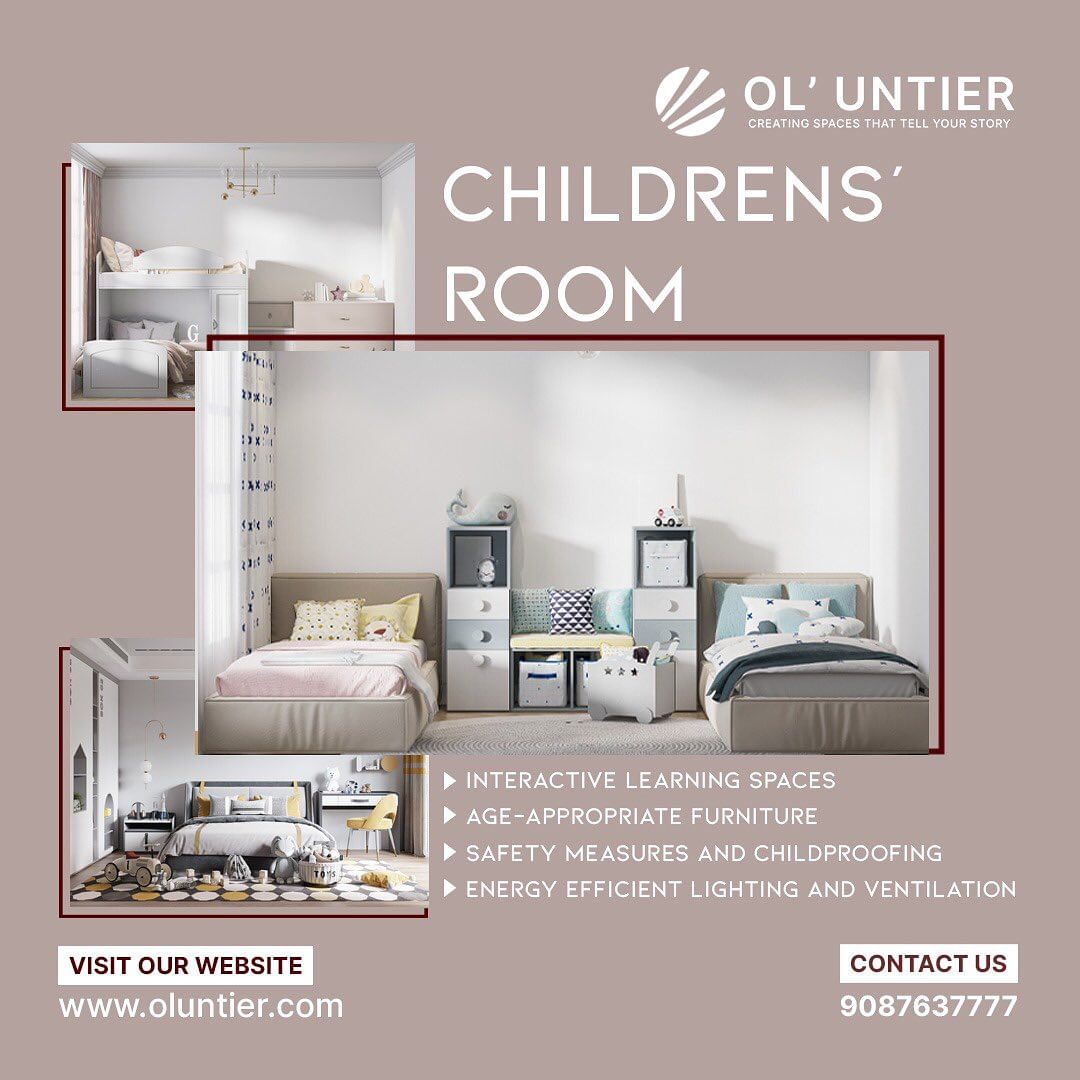 OL' UNTIER
CREATING SPACES THAT TELL YOUR STORY
CHILDRENS'
ROOM
G
TOYS
INTERACTIVE LEARNING SPACES
AGE-APPROPRIATE FURNITURE
SAFETY MEASURES AND CHILDPROOFING
ENERGY EFFICIENT LIGHTING AND VENTILATION
VISIT OUR WEBSITE
www.oluntier.com
CONTACT US
9087637777